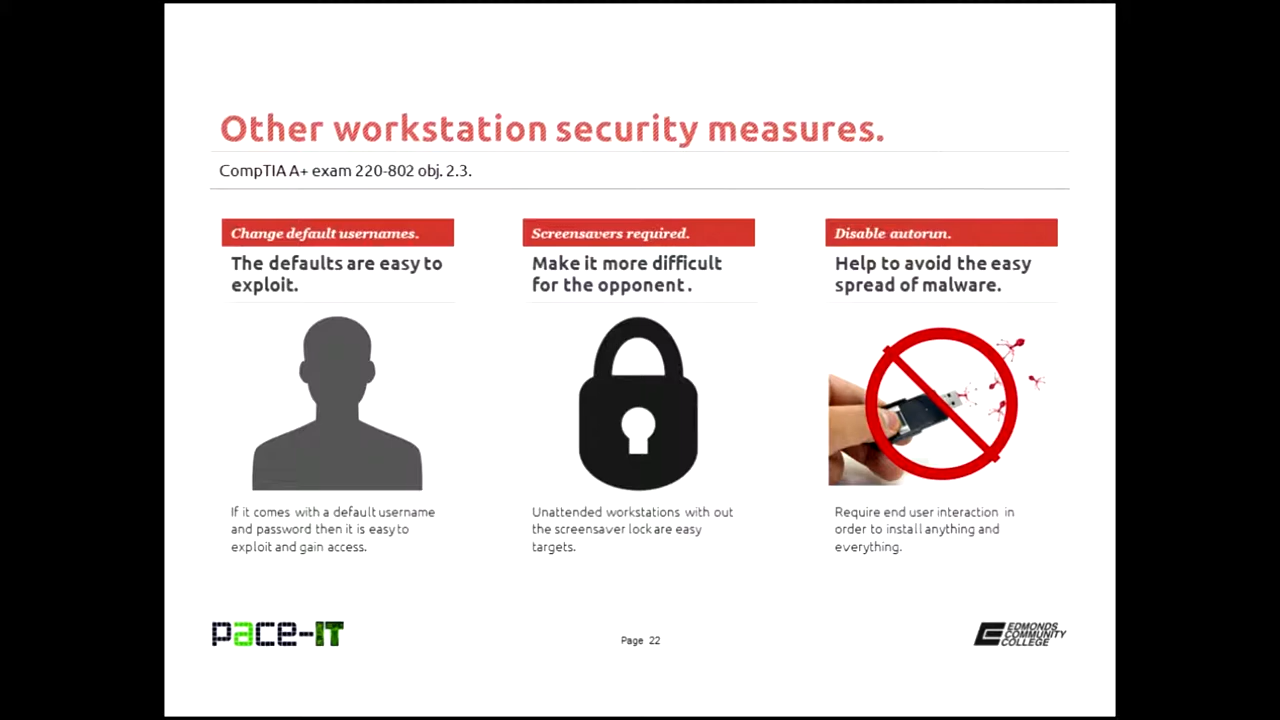 Other workstation security measures.
CompTIA A+ exam 220-802 obj. 2.3.
Change default usernames.
The defaults are easy to
exploit.
If it comes with a default username
and password then it is easy to
exploit and gain access.
Screensavers required.
Make it more difficult
for the opponent .
Unattended workstations with out
the screensaver lock are easy
targets.
Disable autorun.
Help to avoid the easy
spread of malware.
Require end user interaction in
order to install anything and
everything.
pace-IT
Page 22
EDMONDS
COMMUNITY
COLLEGE